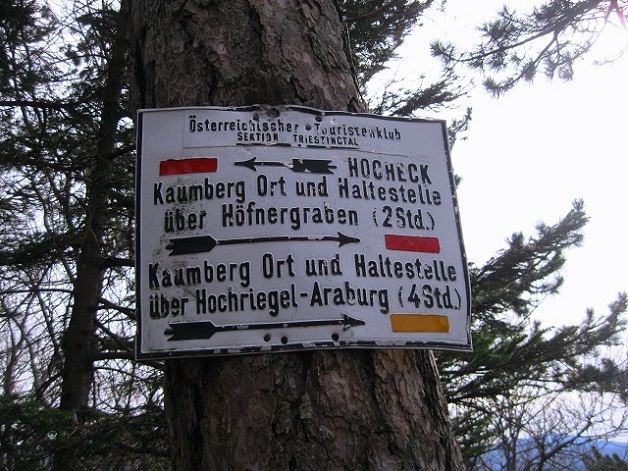 Österreichischer Touristenklub
SEKTION TRIESTINGTAL
HOCHECK
Kaumberg Ort und Haltestelle
über Höfnergraben (2Std.)
Kaumberg Ort und Haltestelle
über Hochriegel-Araburg (4Std.)